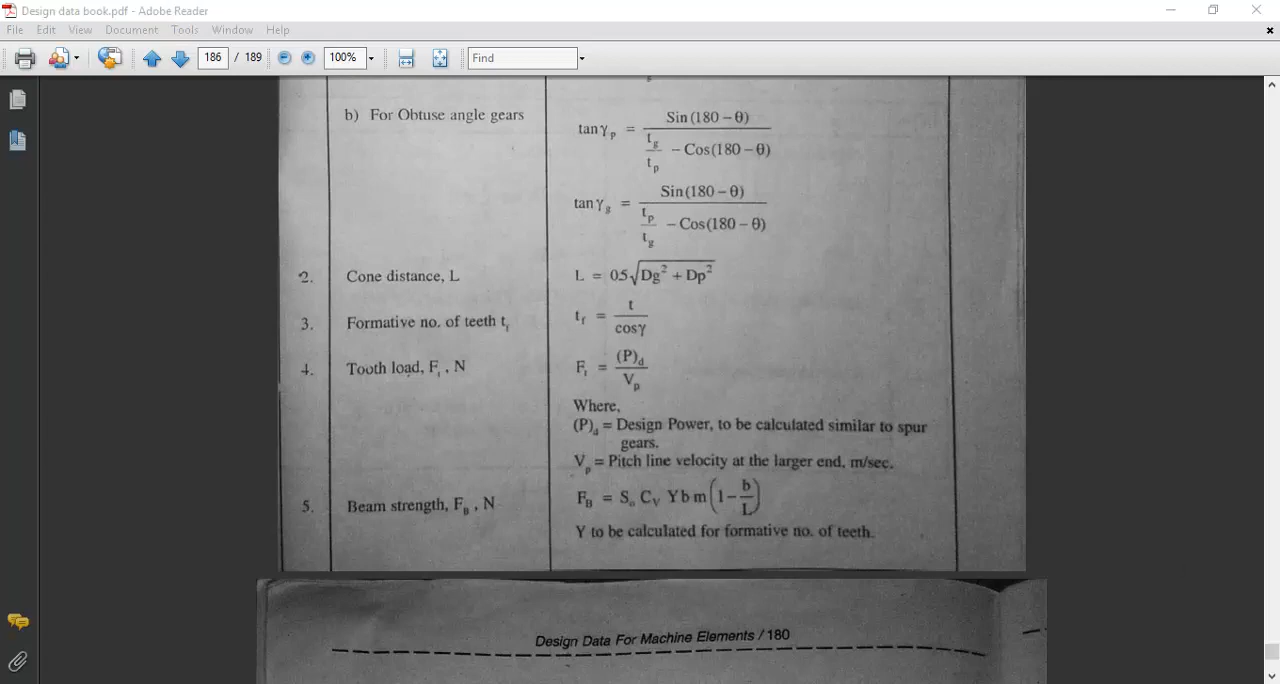 Design data book.pdf - Adobe Reader
File Edit View Document Tools Window Help
186 / 189 100% Find
b) For Obtuse angle gears
tanγp = Sin(180 – θ) / (tg/tp – Cos(180 – θ))
tanγg = Sin(180 – θ) / (tp/tg – Cos(180 – θ))
2. Cone distance, L L = 0.5√(Dg² + Dp²)
3. Formative no. of teeth tf tf = t / cosγ
4. Tooth load, Ft , N Ft = (P)d / Vp
Where,
(P)d = Design Power, to be calculated similar to spur
gears.
Vp = Pitch line velocity at the larger end, m/sec.
5. Beam strength, FB , N FB = So CV Y b m (1 – b/L)
Y to be calculated for formative no. of teeth.
Design Data For Machine Elements / 180